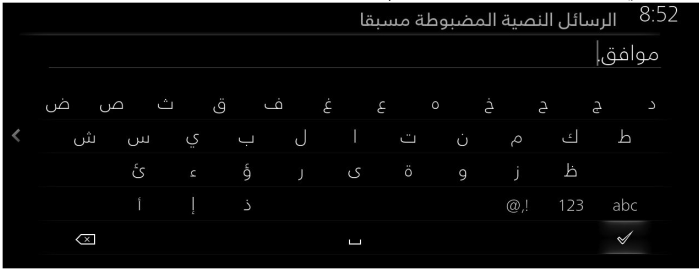 8:52 الرسائل النصية المضبوطة مسبقا
موافق.
ض ص ث ق ف غ ع ه خ ح ج د
ش س ي ب ل ا ت ن م ك ط
ئ ء ؤ ر ى ة و ز ظ
أ إ ذ @,! 123 abc